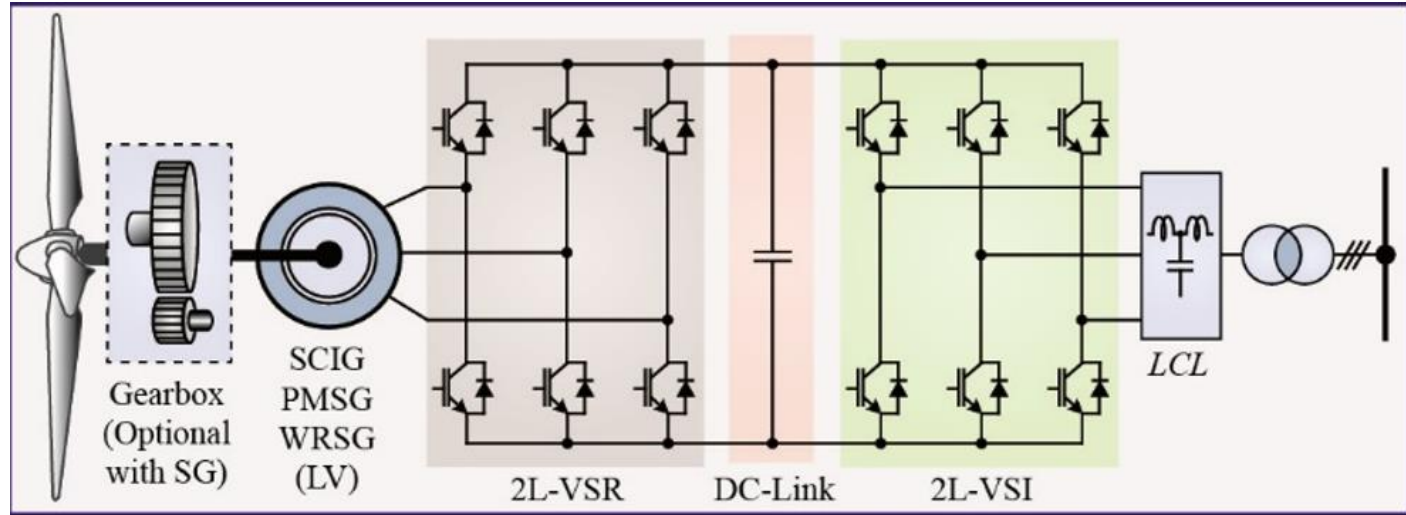 Gearbox
(Optional
with SG)
SCIG
PMSG
WRSG
(LV)
2L-VSR
DC-Link
2L-VSI
LCL